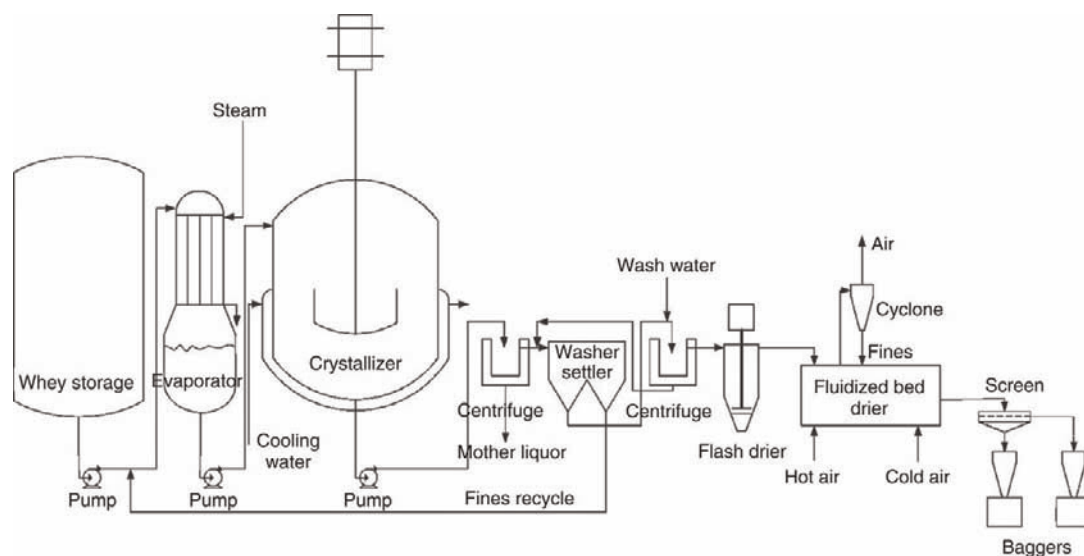 Steam
Air
Wash water
Cyclone
Fines
Whey storage
Evaporator
Crystallizer
Washer
settler
Fluidized bed
drier
Screen
Centrifuge
Centrifuge
Flash drier
Cooling
water
Mother liquor
Hot air
Cold air
Pump
Pump
Pump
Fines recycle
Baggers